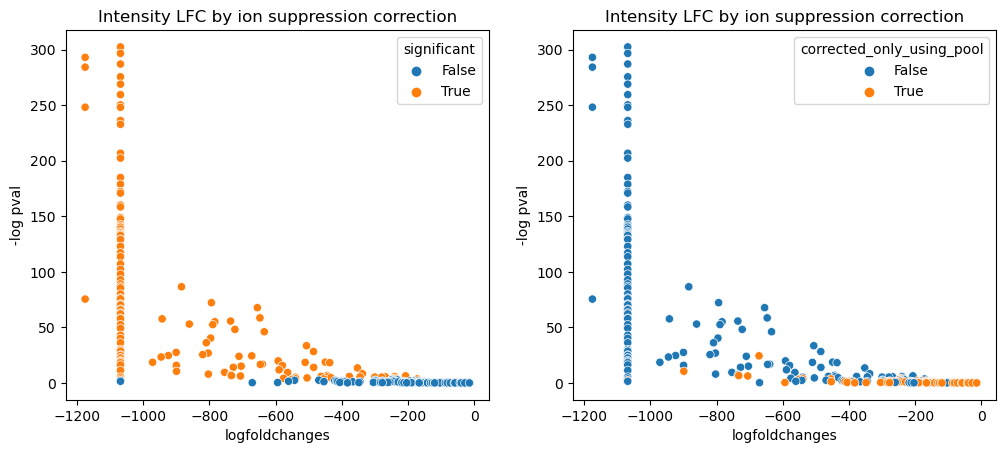 Intensity LFC by ion suppression correction
-log pval
300
250
200
150
100
50
0
−1200
−1000
−800
−600
−400
−200
0
logfoldchanges
significant
False
True
Intensity LFC by ion suppression correction
-log pval
300
250
200
150
100
50
0
−1200
−1000
−800
−600
−400
−200
0
logfoldchanges
corrected_only_using_pool
False
True